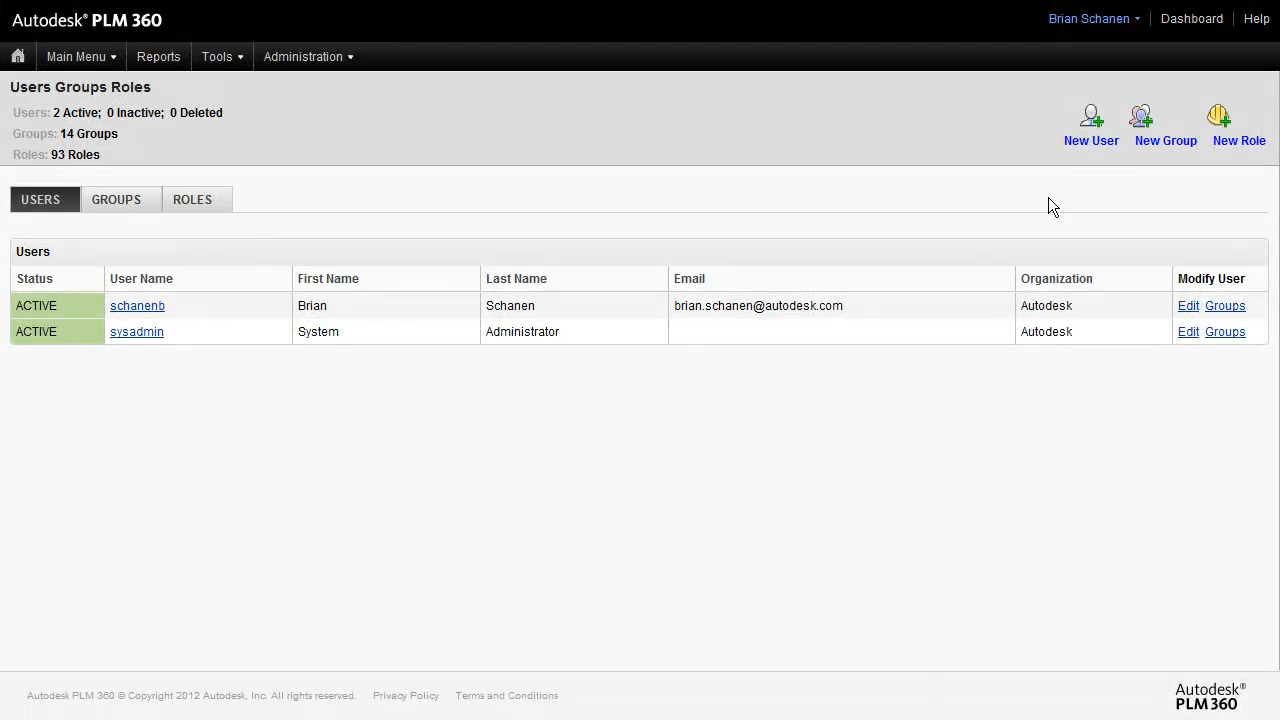 Autodesk® PLM 360
Brian Schanen Dashboard Help
Main Menu Reports Tools Administration
Users Groups Roles
Users: 2 Active; 0 Inactive; 0 Deleted
Groups: 14 Groups
Roles: 93 Roles
New User New Group New Role
USERS GROUPS ROLES
Users
Status User Name First Name Last Name Email Organization Modify User
ACTIVE schanenb Brian Schanen brian.schanen@autodesk.com Autodesk Edit Groups
ACTIVE sysadmin System Administrator Autodesk Edit Groups
Autodesk PLM 360 © Copyright 2012 Autodesk, Inc. All rights reserved. Privacy Policy Terms and Conditions
Autodesk®
PLM 360